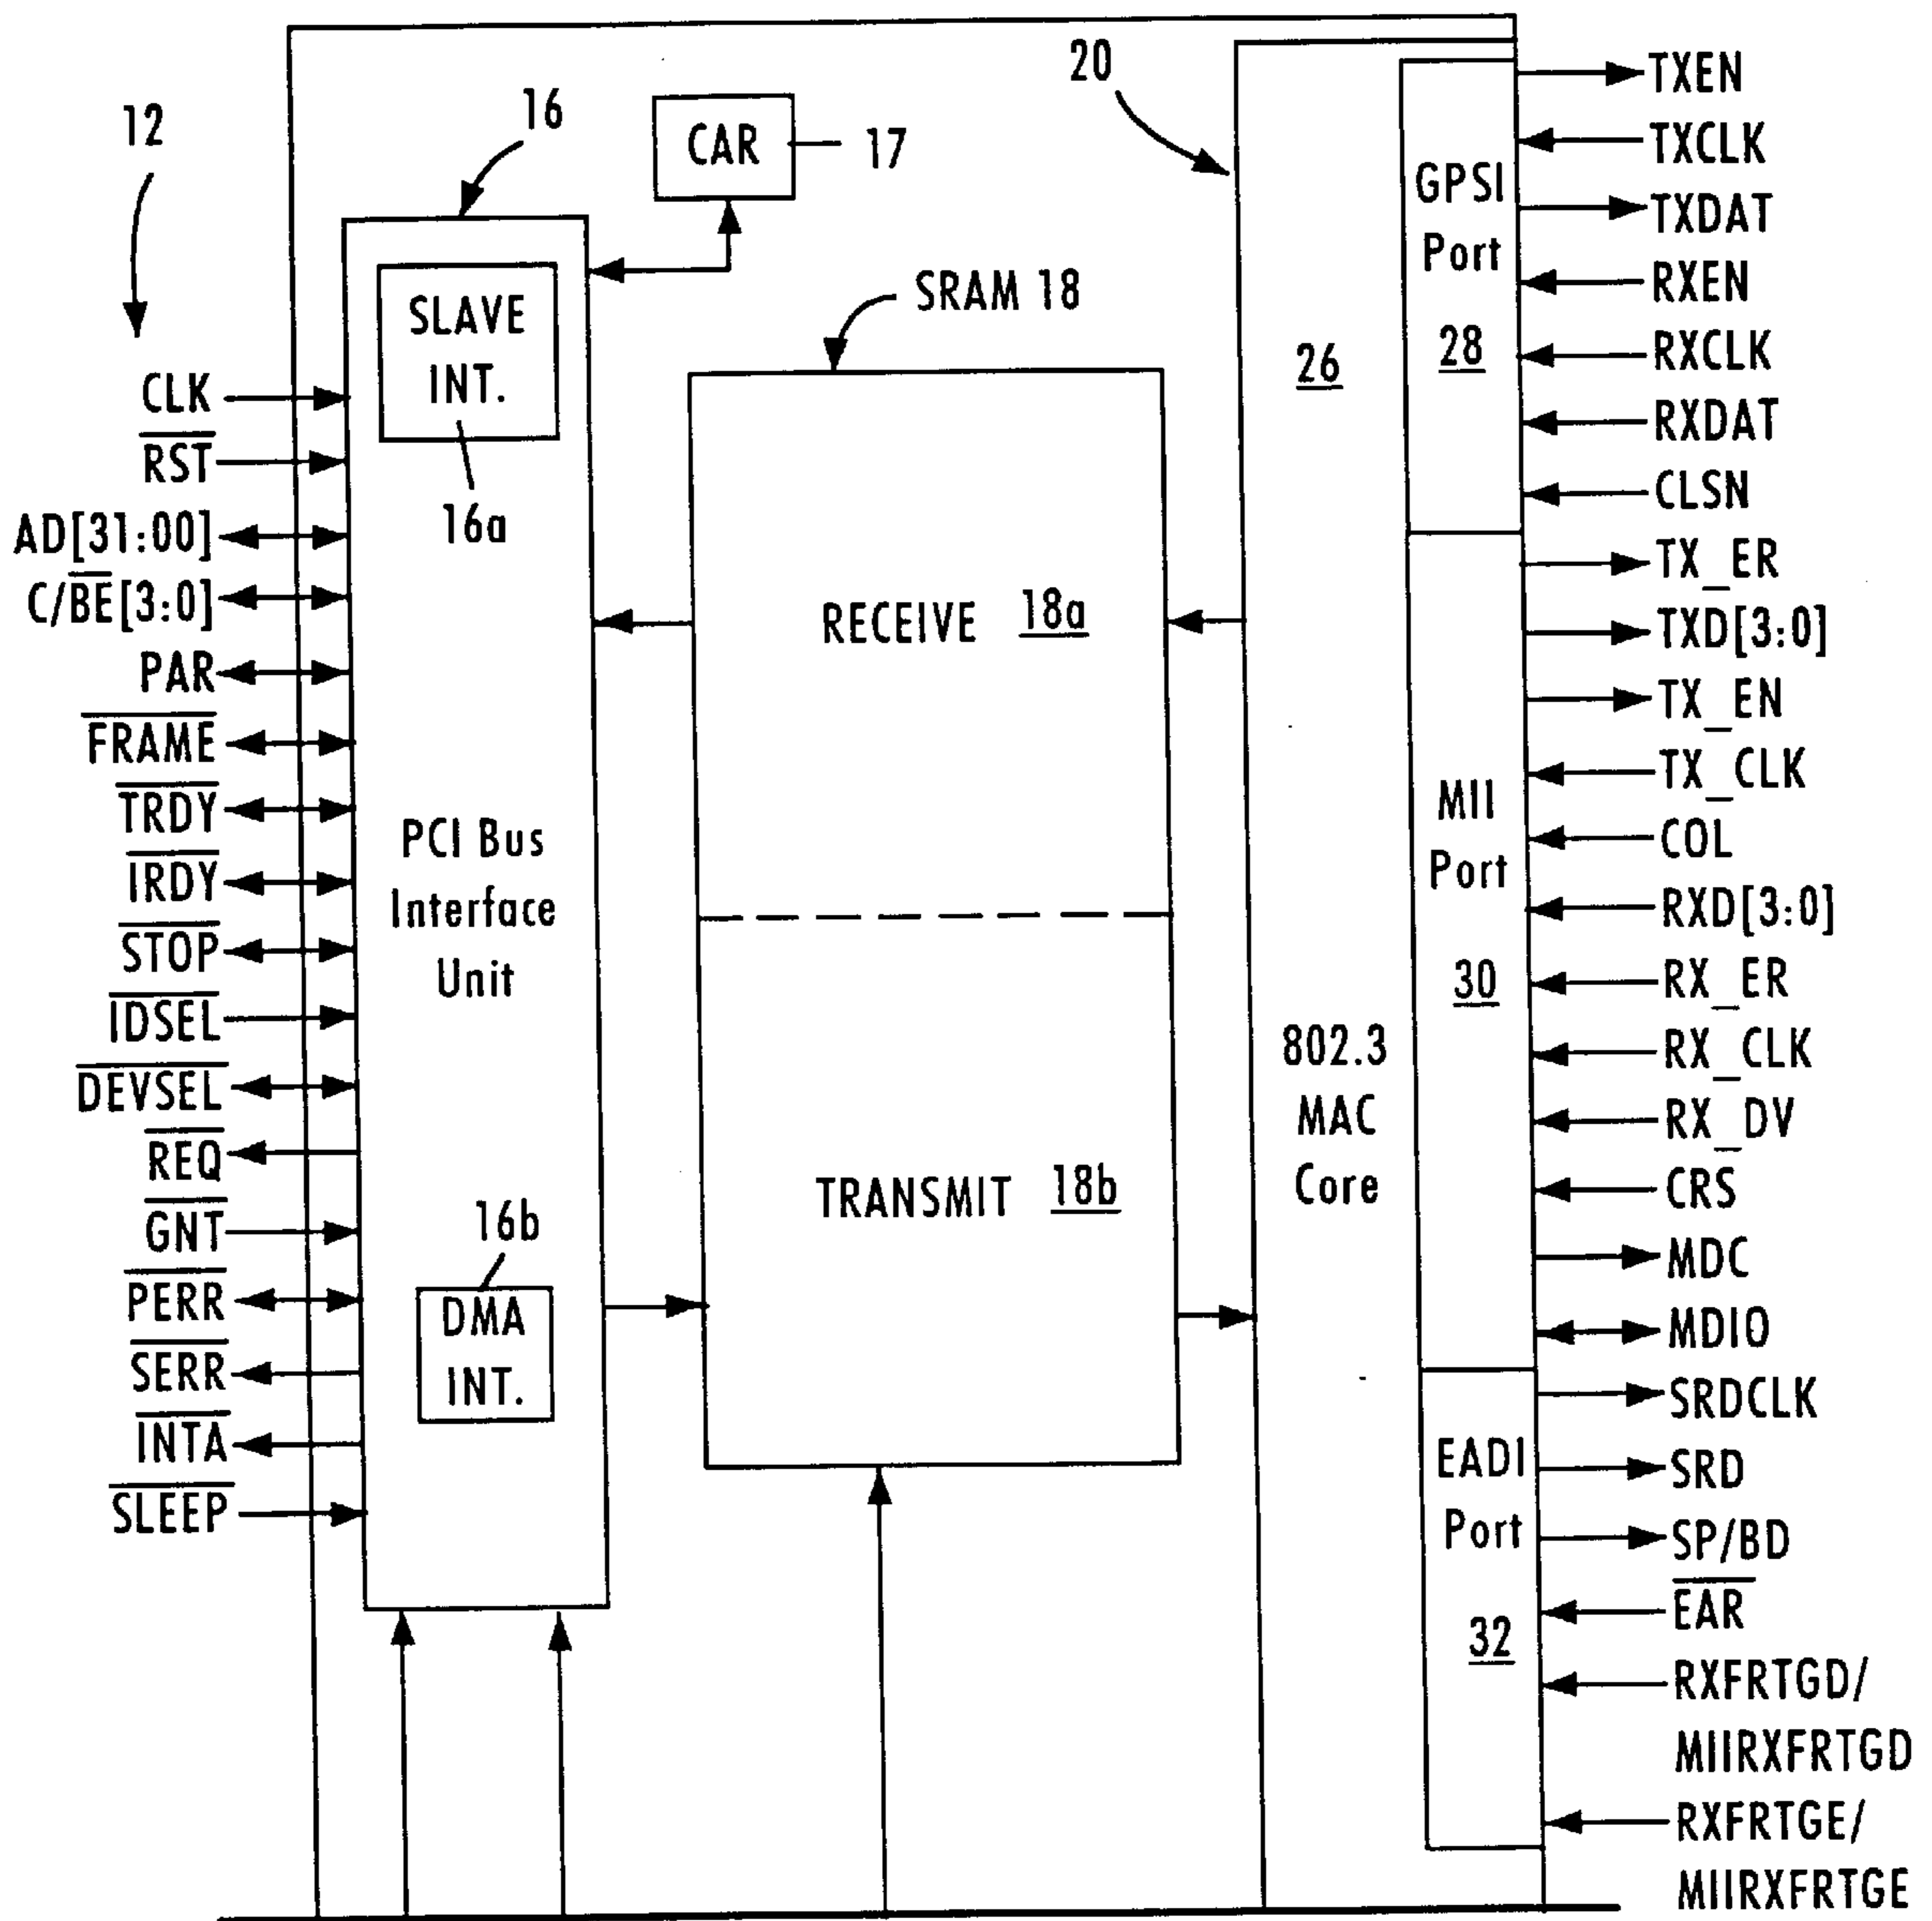 12
CLK
RST
AD[31:00]
C/BE[3:0]
PAR
FRAME
TRDY
IRDY
STOP
IDSEL
DEVSEL
REQ
GNT
PERR
SERR
INTA
SLEEP
16
SLAVE
INT.
16a
PCI Bus
Interface
Unit
16b
DMA
INT.
CAR
17
SRAM 18
RECEIVE 18a
TRANSMIT 18b
20
26
802.3
MAC
Core
GPSI
Port
28
MII
Port
30
EADI
Port
32
TXEN
TXCLK
TXDAT
RXEN
RXCLK
RXDAT
CLSN
TX_ER
TXD[3:0]
TX_EN
TX_CLK
COL
RXD[3:0]
RX_ER
RX_CLK
RX_DV
CRS
MDC
MDIO
SRDCLK
SRD
SP/BD
EAR
RXFRTGD/
MIIRXFRTGD
RXFRTGE/
MIIRXFRTGE